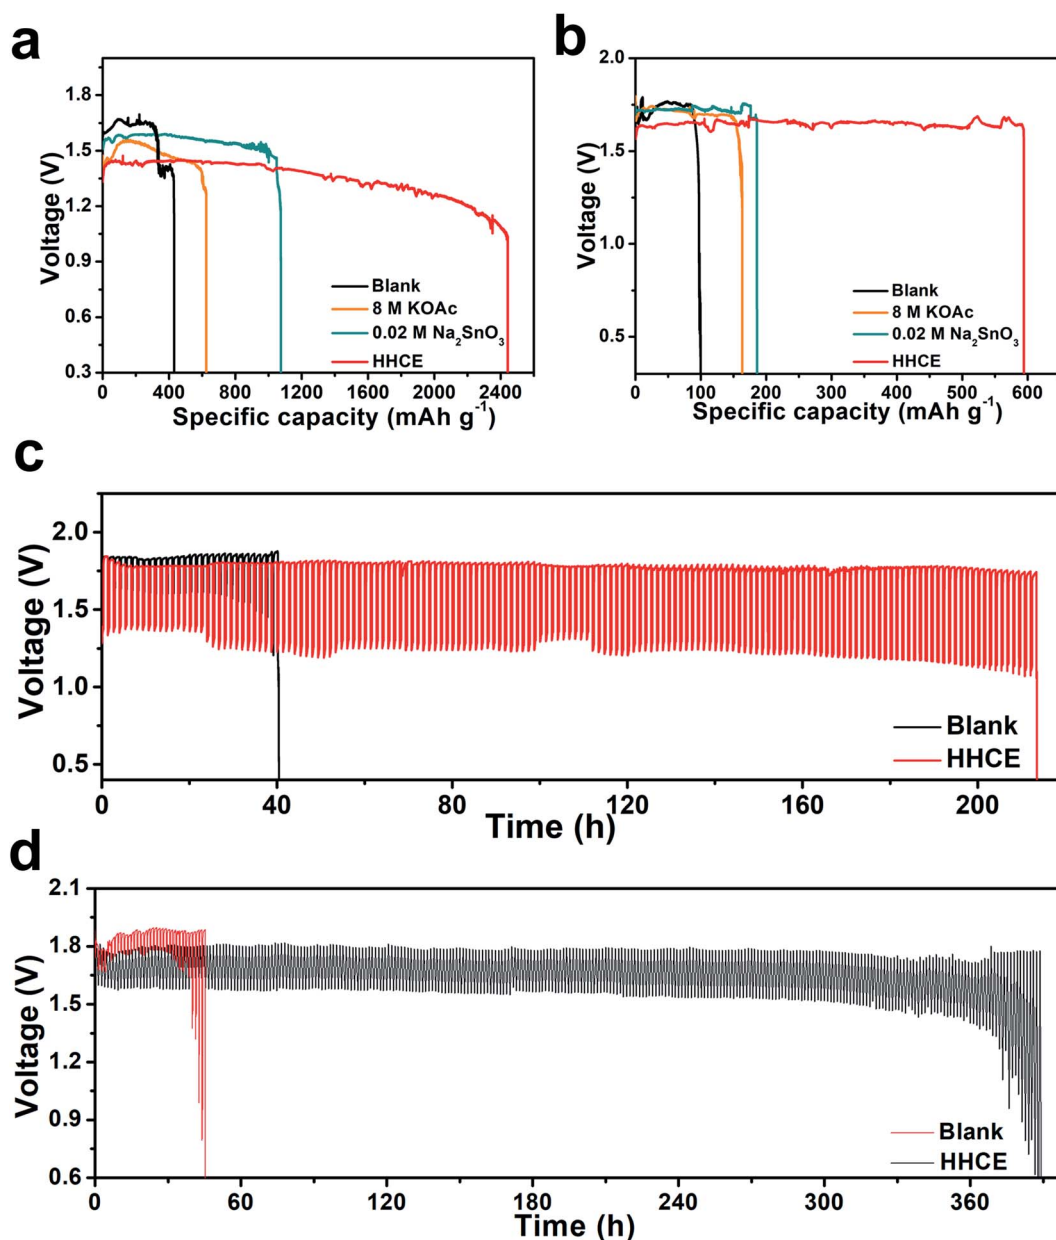 a
Voltage (V)
1.8
1.5
1.2
0.9
0.6
0.3
Blank
8 M KOAc
0.02 M Na₂SnO₃
HHCE
0 400 800 1200 1600 2000 2400
Specific capacity (mAh g⁻¹)
b
Voltage (V)
2.0
1.5
1.0
0.5
Blank
8 M KOAc
0.02 M Na₂SnO₃
HHCE
0 100 200 300 400 500 600
Specific capacity (mAh g⁻¹)
c
Voltage (V)
2.0
1.5
1.0
0.5
Blank
HHCE
0 40 80 120 160 200
Time (h)
d
Voltage (V)
2.1
1.8
1.5
1.2
0.9
0.6
Blank
HHCE
0 60 120 180 240 300 360
Time (h)